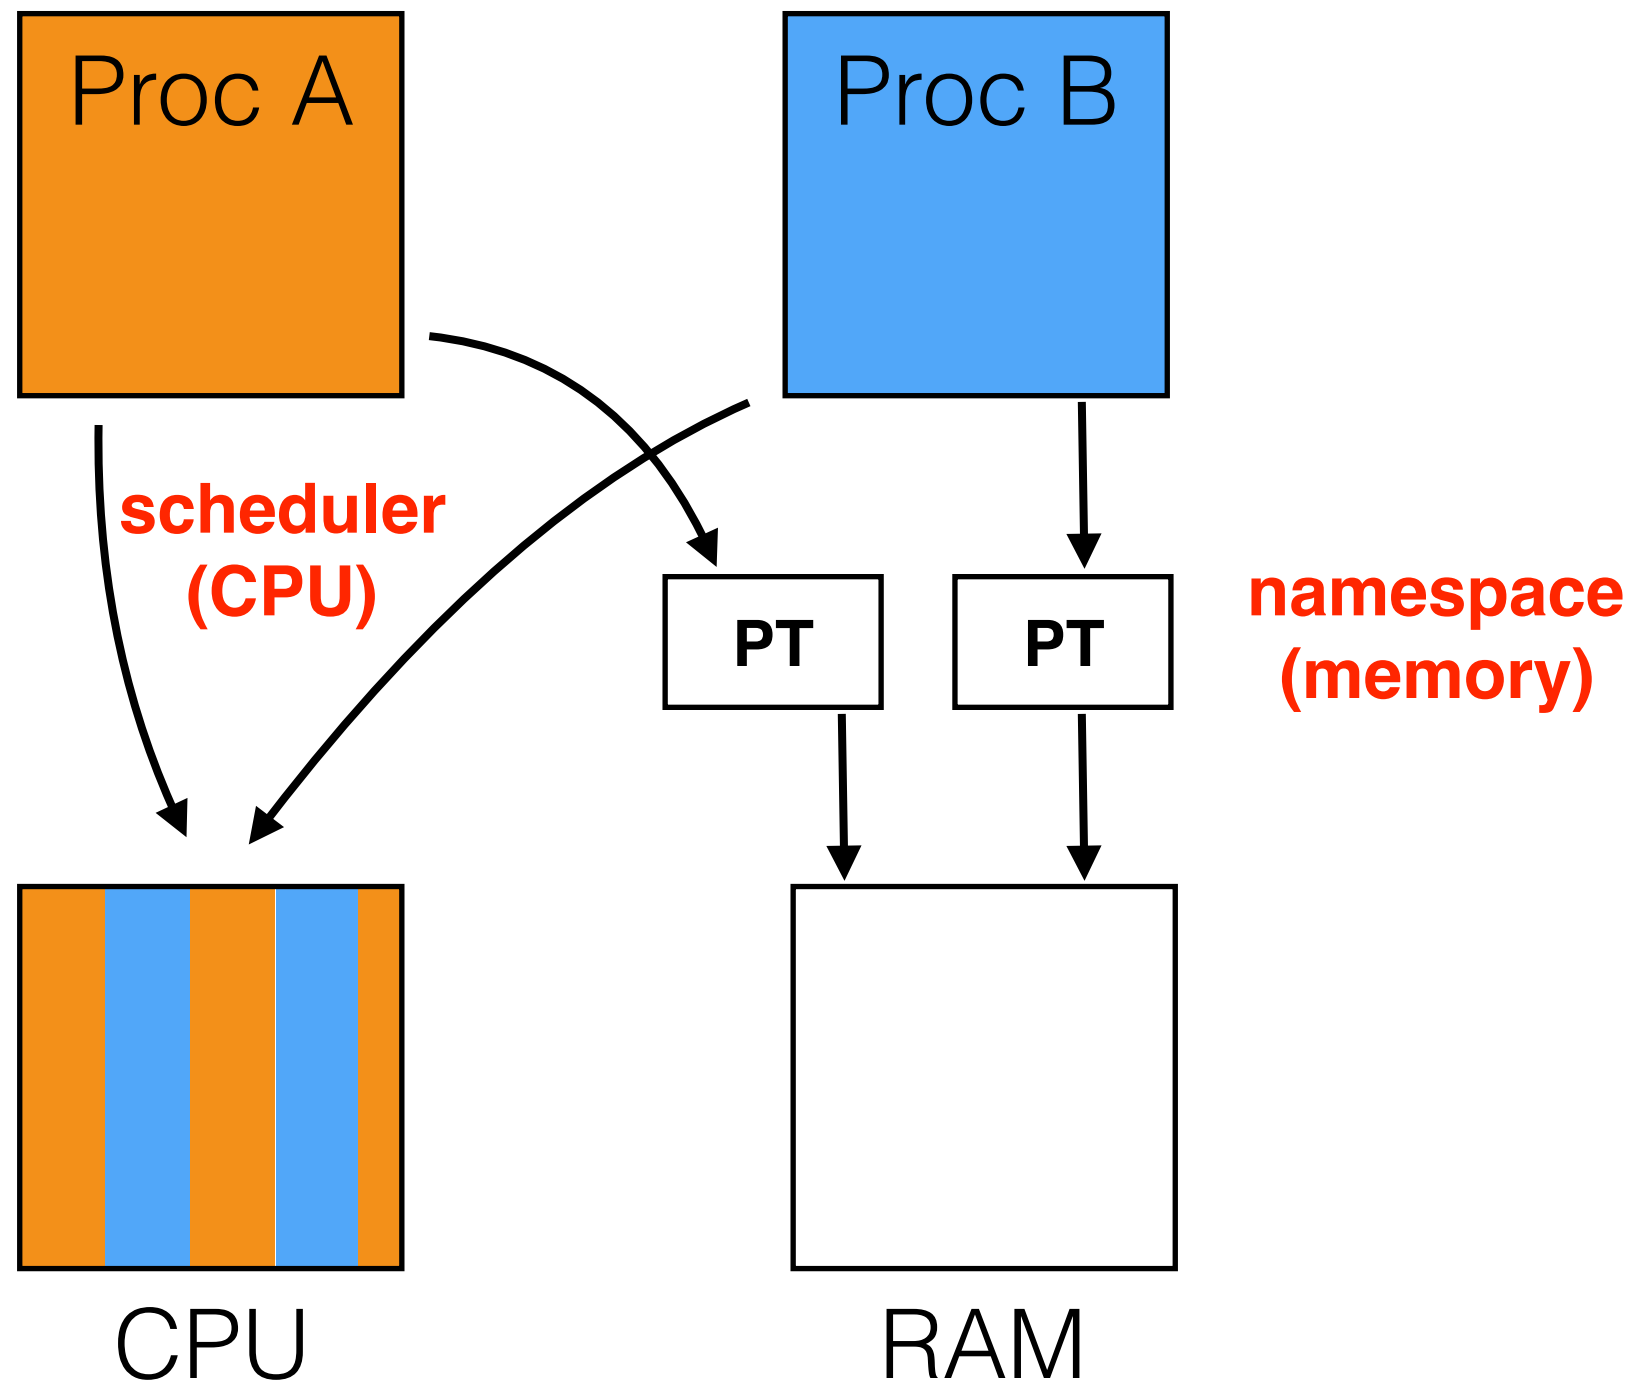 Proc A
Proc B
scheduler
(CPU)
PT
PT
namespace
(memory)
CPU
RAM